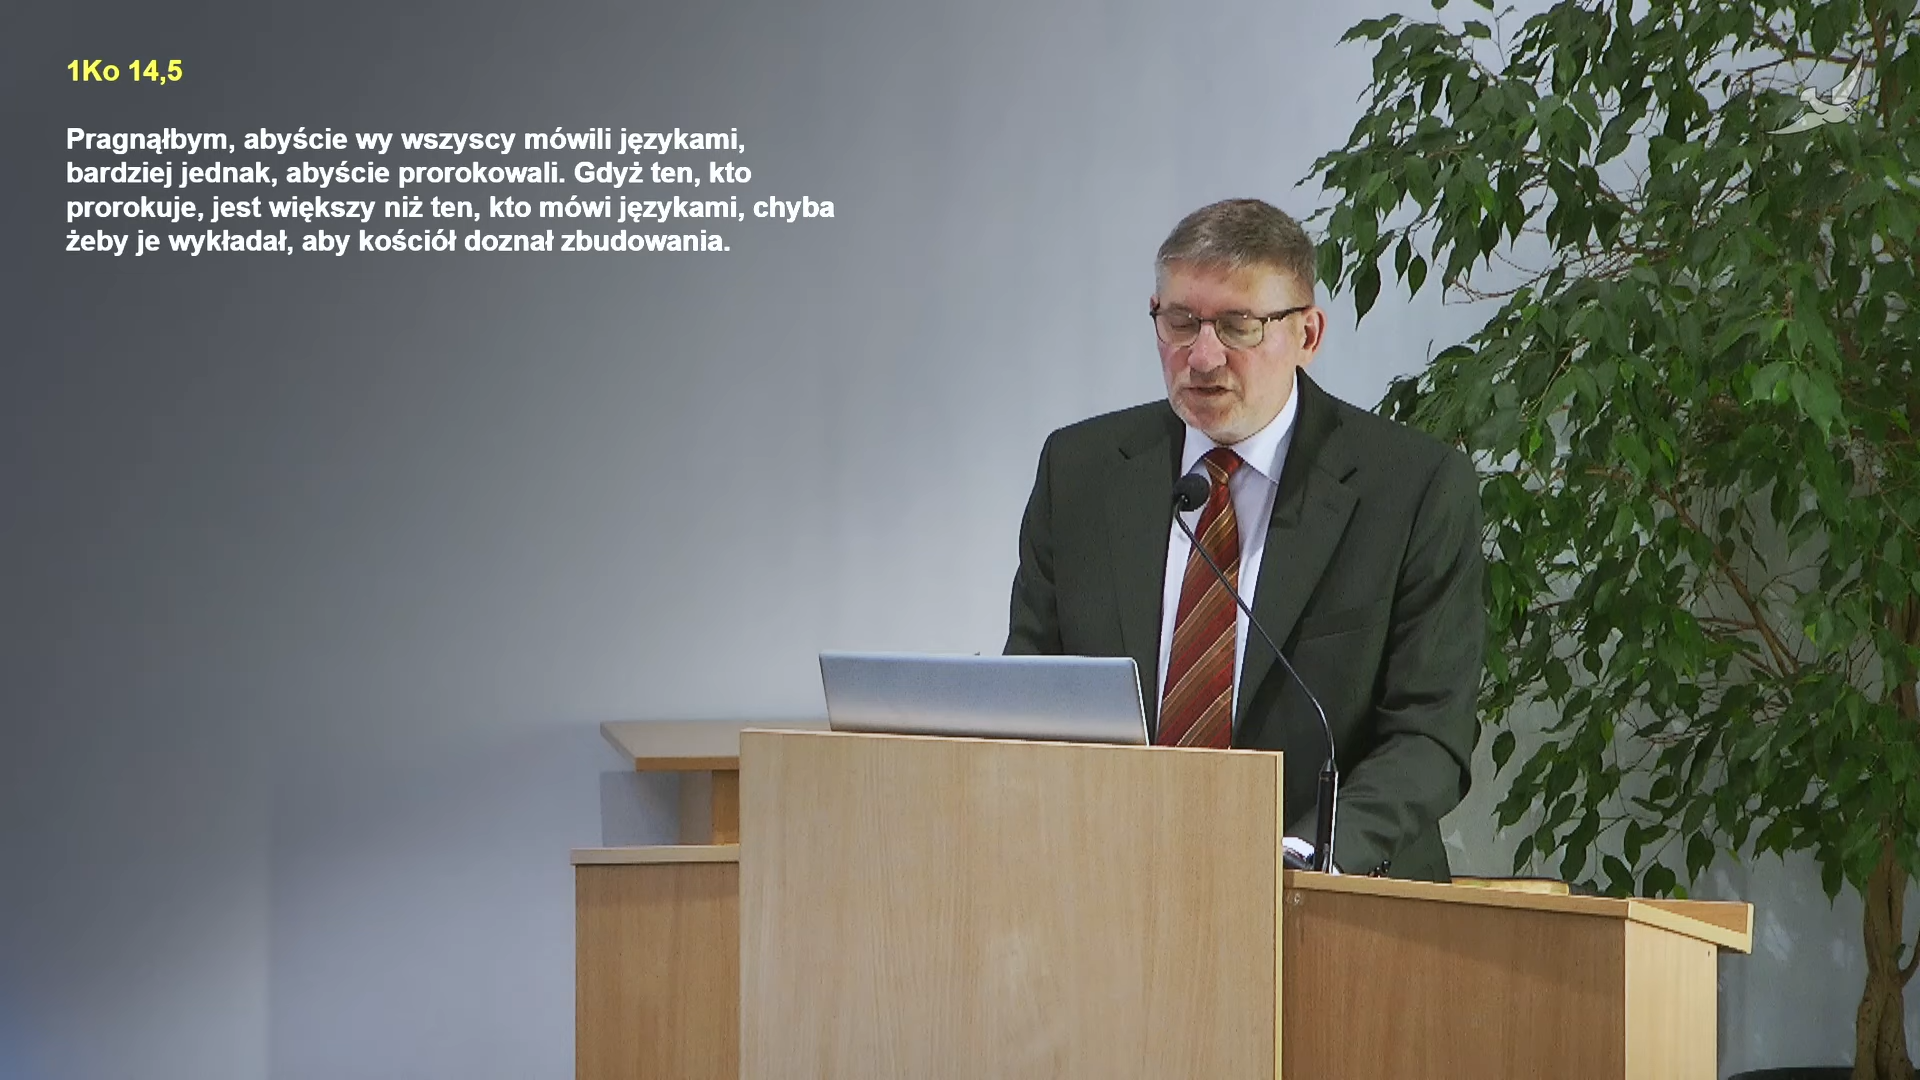 1Ko 14,5
Pragnąłbym, abyście wy wszyscy mówili językami,
bardziej jednak, abyście prorokowali. Gdyż ten, kto
prorokuje, jest większy niż ten, kto mówi językami, chyba
żeby je wykładał, aby kościół doznał zbudowania.